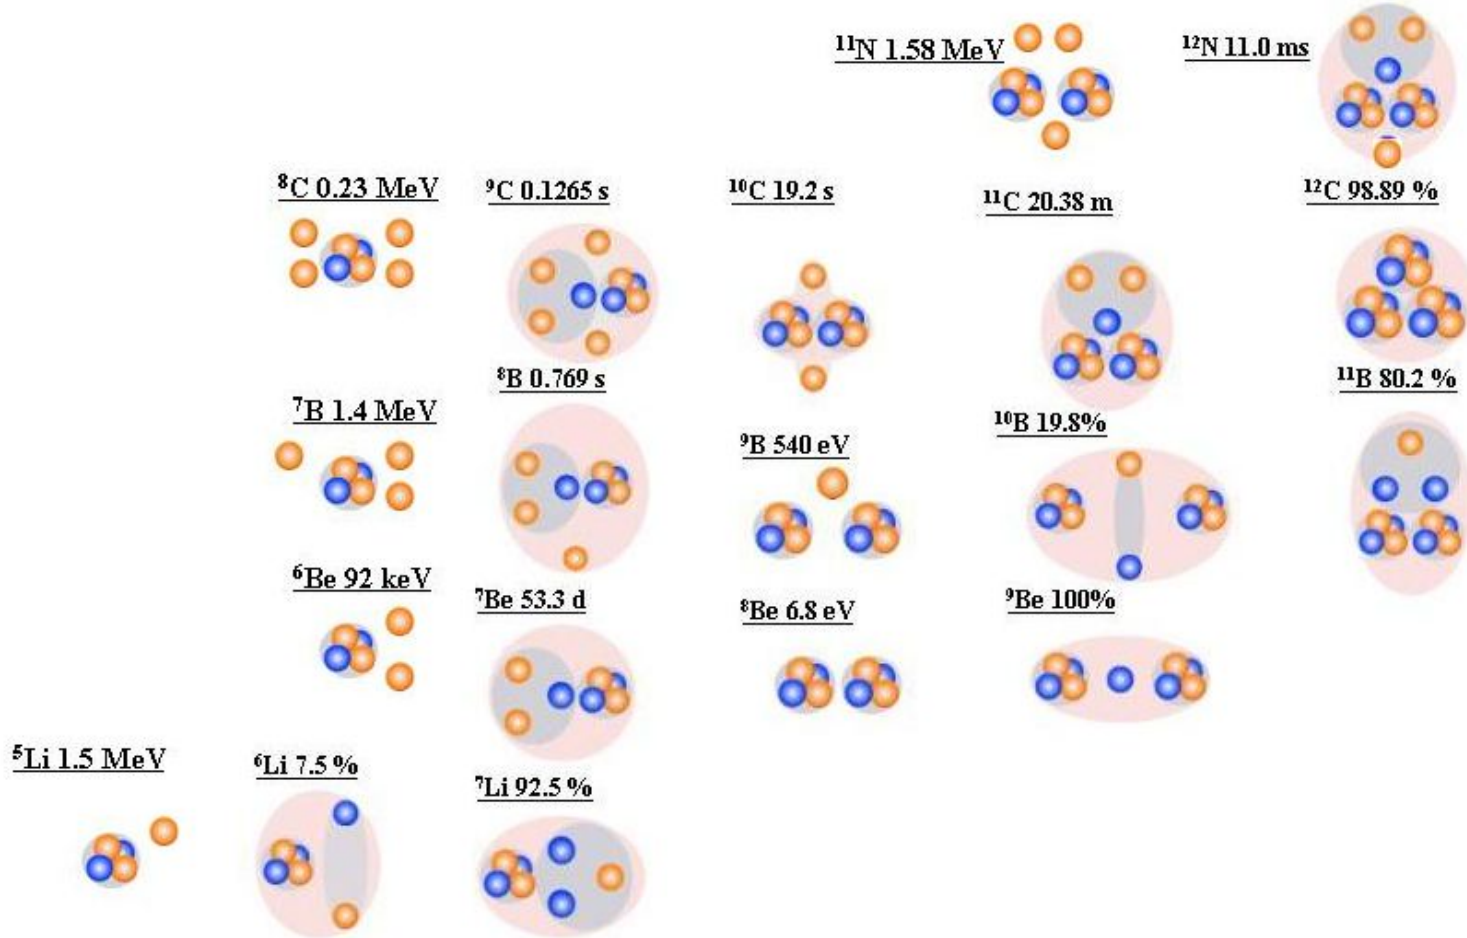 ¹¹N 1.58 MeV
¹²N 11.0 ms
⁸C 0.23 MeV
⁹C 0.1265 s
¹⁰C 19.2 s
¹¹C 20.38 m
¹²C 98.89 %
⁷B 1.4 MeV
⁸B 0.769 s
⁹B 540 eV
¹⁰B 19.8%
¹¹B 80.2 %
⁶Be 92 keV
⁷Be 53.3 d
⁸Be 6.8 eV
⁹Be 100%
⁵Li 1.5 MeV
⁶Li 7.5 %
⁷Li 92.5 %